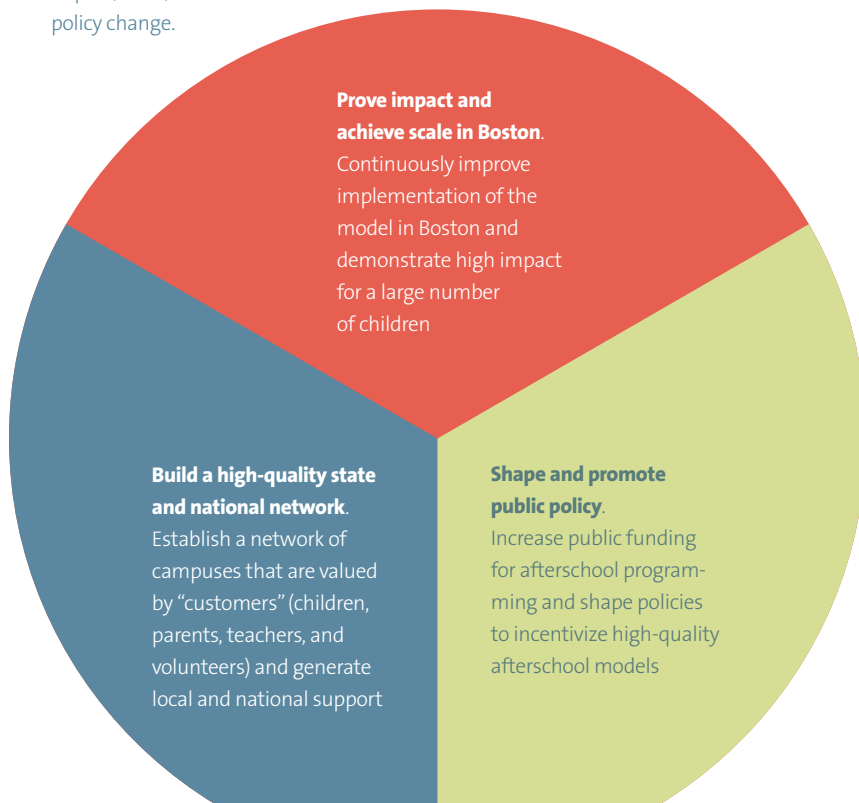 policy change.
Prove impact and
achieve scale in Boston.
Continuously improve
implementation of the
model in Boston and
demonstrate high impact
for a large number
of children
Build a high-quality state
and national network.
Establish a network of
campuses that are valued
by “customers” (children,
parents, teachers, and
volunteers) and generate
local and national support
Shape and promote
public policy.
Increase public funding
for afterschool program-
ming and shape policies
to incentivize high-quality
afterschool models